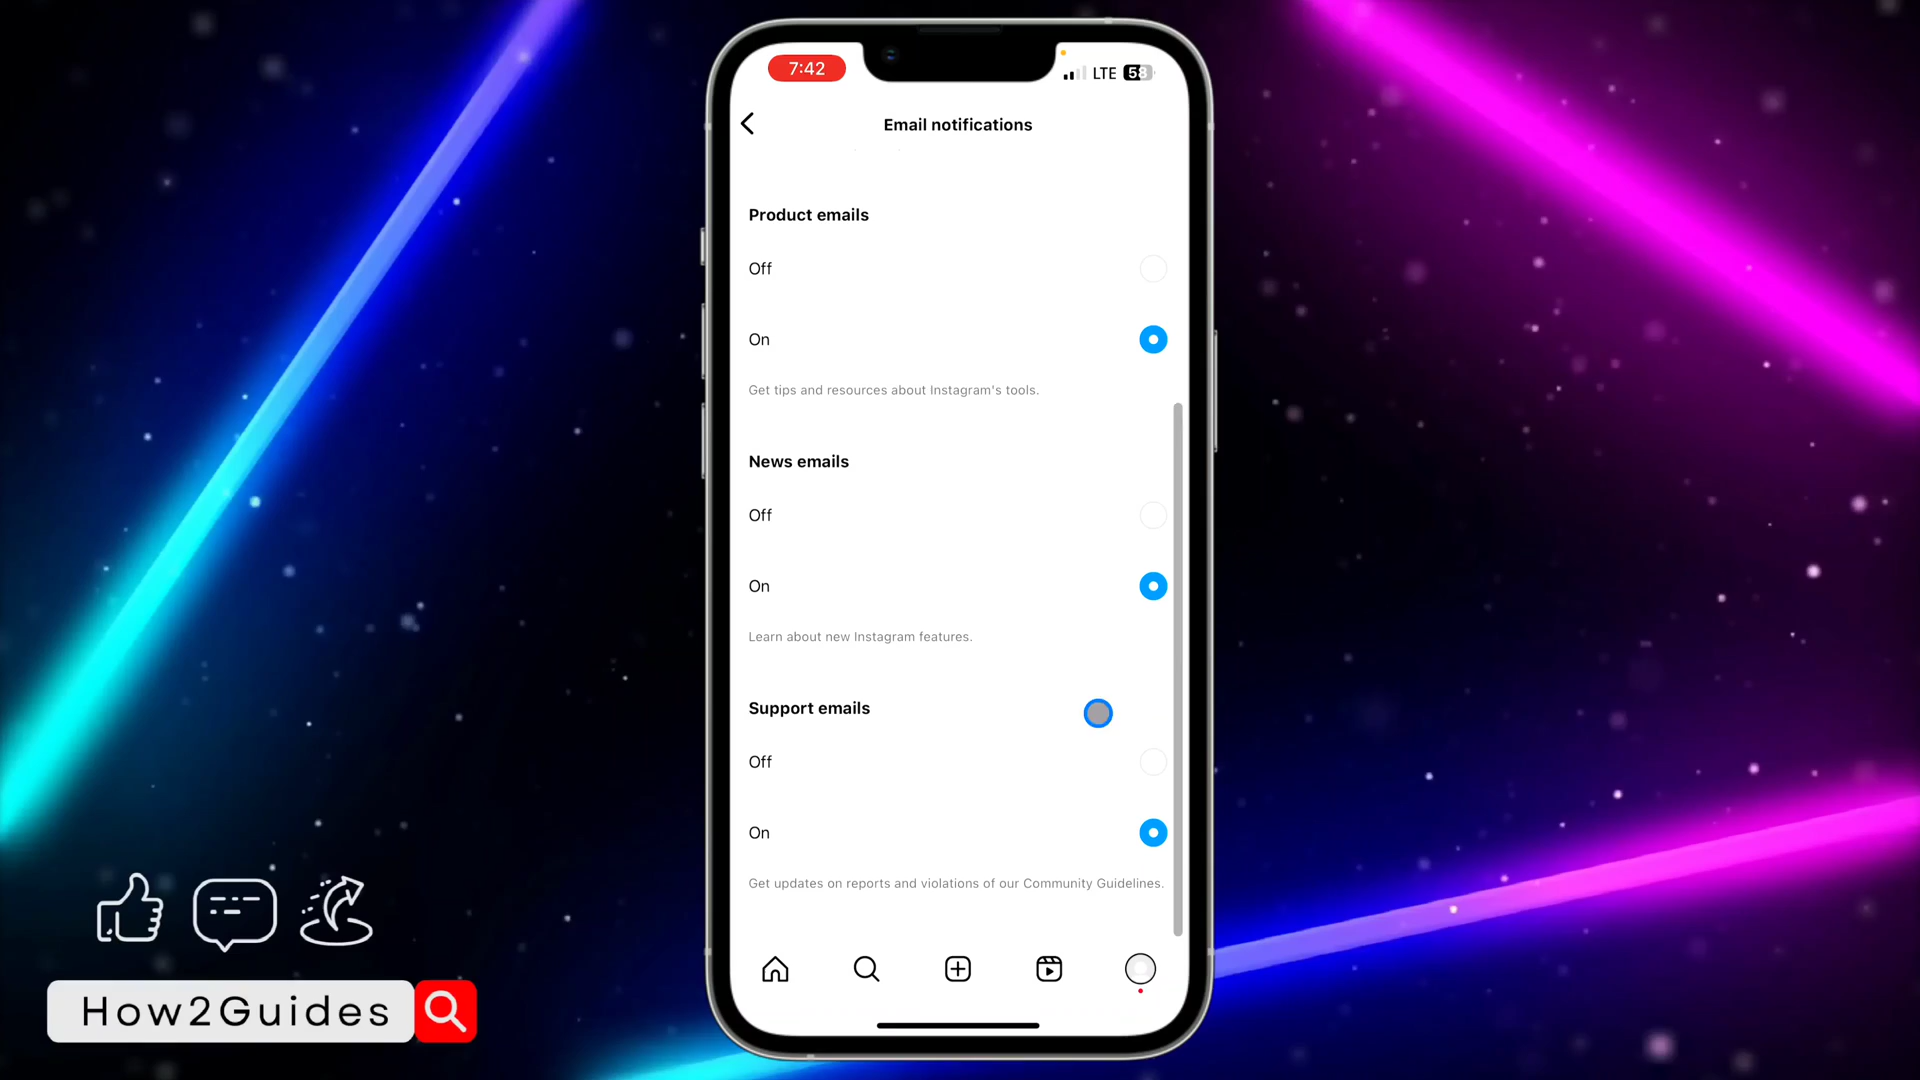 7:42
LTE 58
Email notifications
Product emails
Off
On
Get tips and resources about Instagram's tools.
News emails
Off
On
Learn about new Instagram features.
Support emails
Off
On
Get updates on reports and violations of our Community Guidelines.
How2Guides